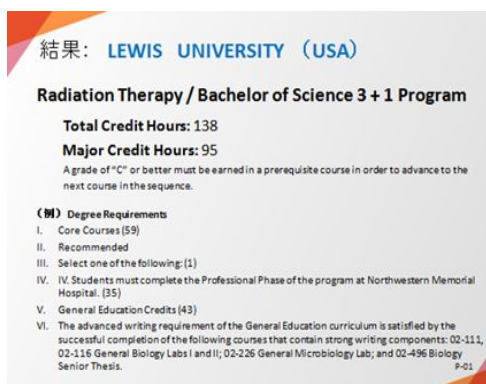 結果: LEWIS UNIVERSITY （USA）
Radiation Therapy / Bachelor of Science 3 + 1 Program
Total Credit Hours: 138
Major Credit Hours: 95
A grade of "C" or better must be earned in a prerequisite course in order to advance to the
next course in the sequence.
（例）Degree Requirements
I. Core Courses (59)
II. Recommended
III. Select one of the following: (1)
IV. IV. Students must complete the Professional Phase of the program at Northwestern Memorial
Hospital. (35)
V. General Education Credits (43)
VI. The advanced writing requirement of the General Education curriculum is satisfied by the
successful completion of the following courses that contain strong writing components: 02-111,
02-116 General Biology Labs I and II; 02-226 General Microbiology Lab; and 02-496 Biology
Senior Thesis.
P-01